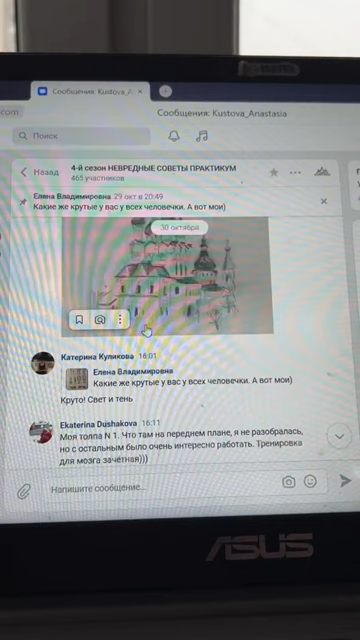 Сообщения: Kustova_A
com
Сообщения: Kustova_Anastasia
Поиск
Назад
4-й сезон НЕВРЕДНЫЕ СОВЕТЫ ПРАКТИКУМ
465 участников
Елена Владимировна 29 окт в 20:49
Какие же крутые у вас у всех человечки. А вот мои)
30 октября
Катерина Куликова 16:01
Елена Владимировна
Какие же крутые у вас у всех человечки. А вот мои)
Круто! Свет и тень
Ekaterina Dushakova 16:11
Моя толпа N 1. Что там на переднем плане, я не разобралась,
но с остальным было очень интересно работать. Тренировка
для мозга зачётная)))
Напишите сообщение...
ASUS